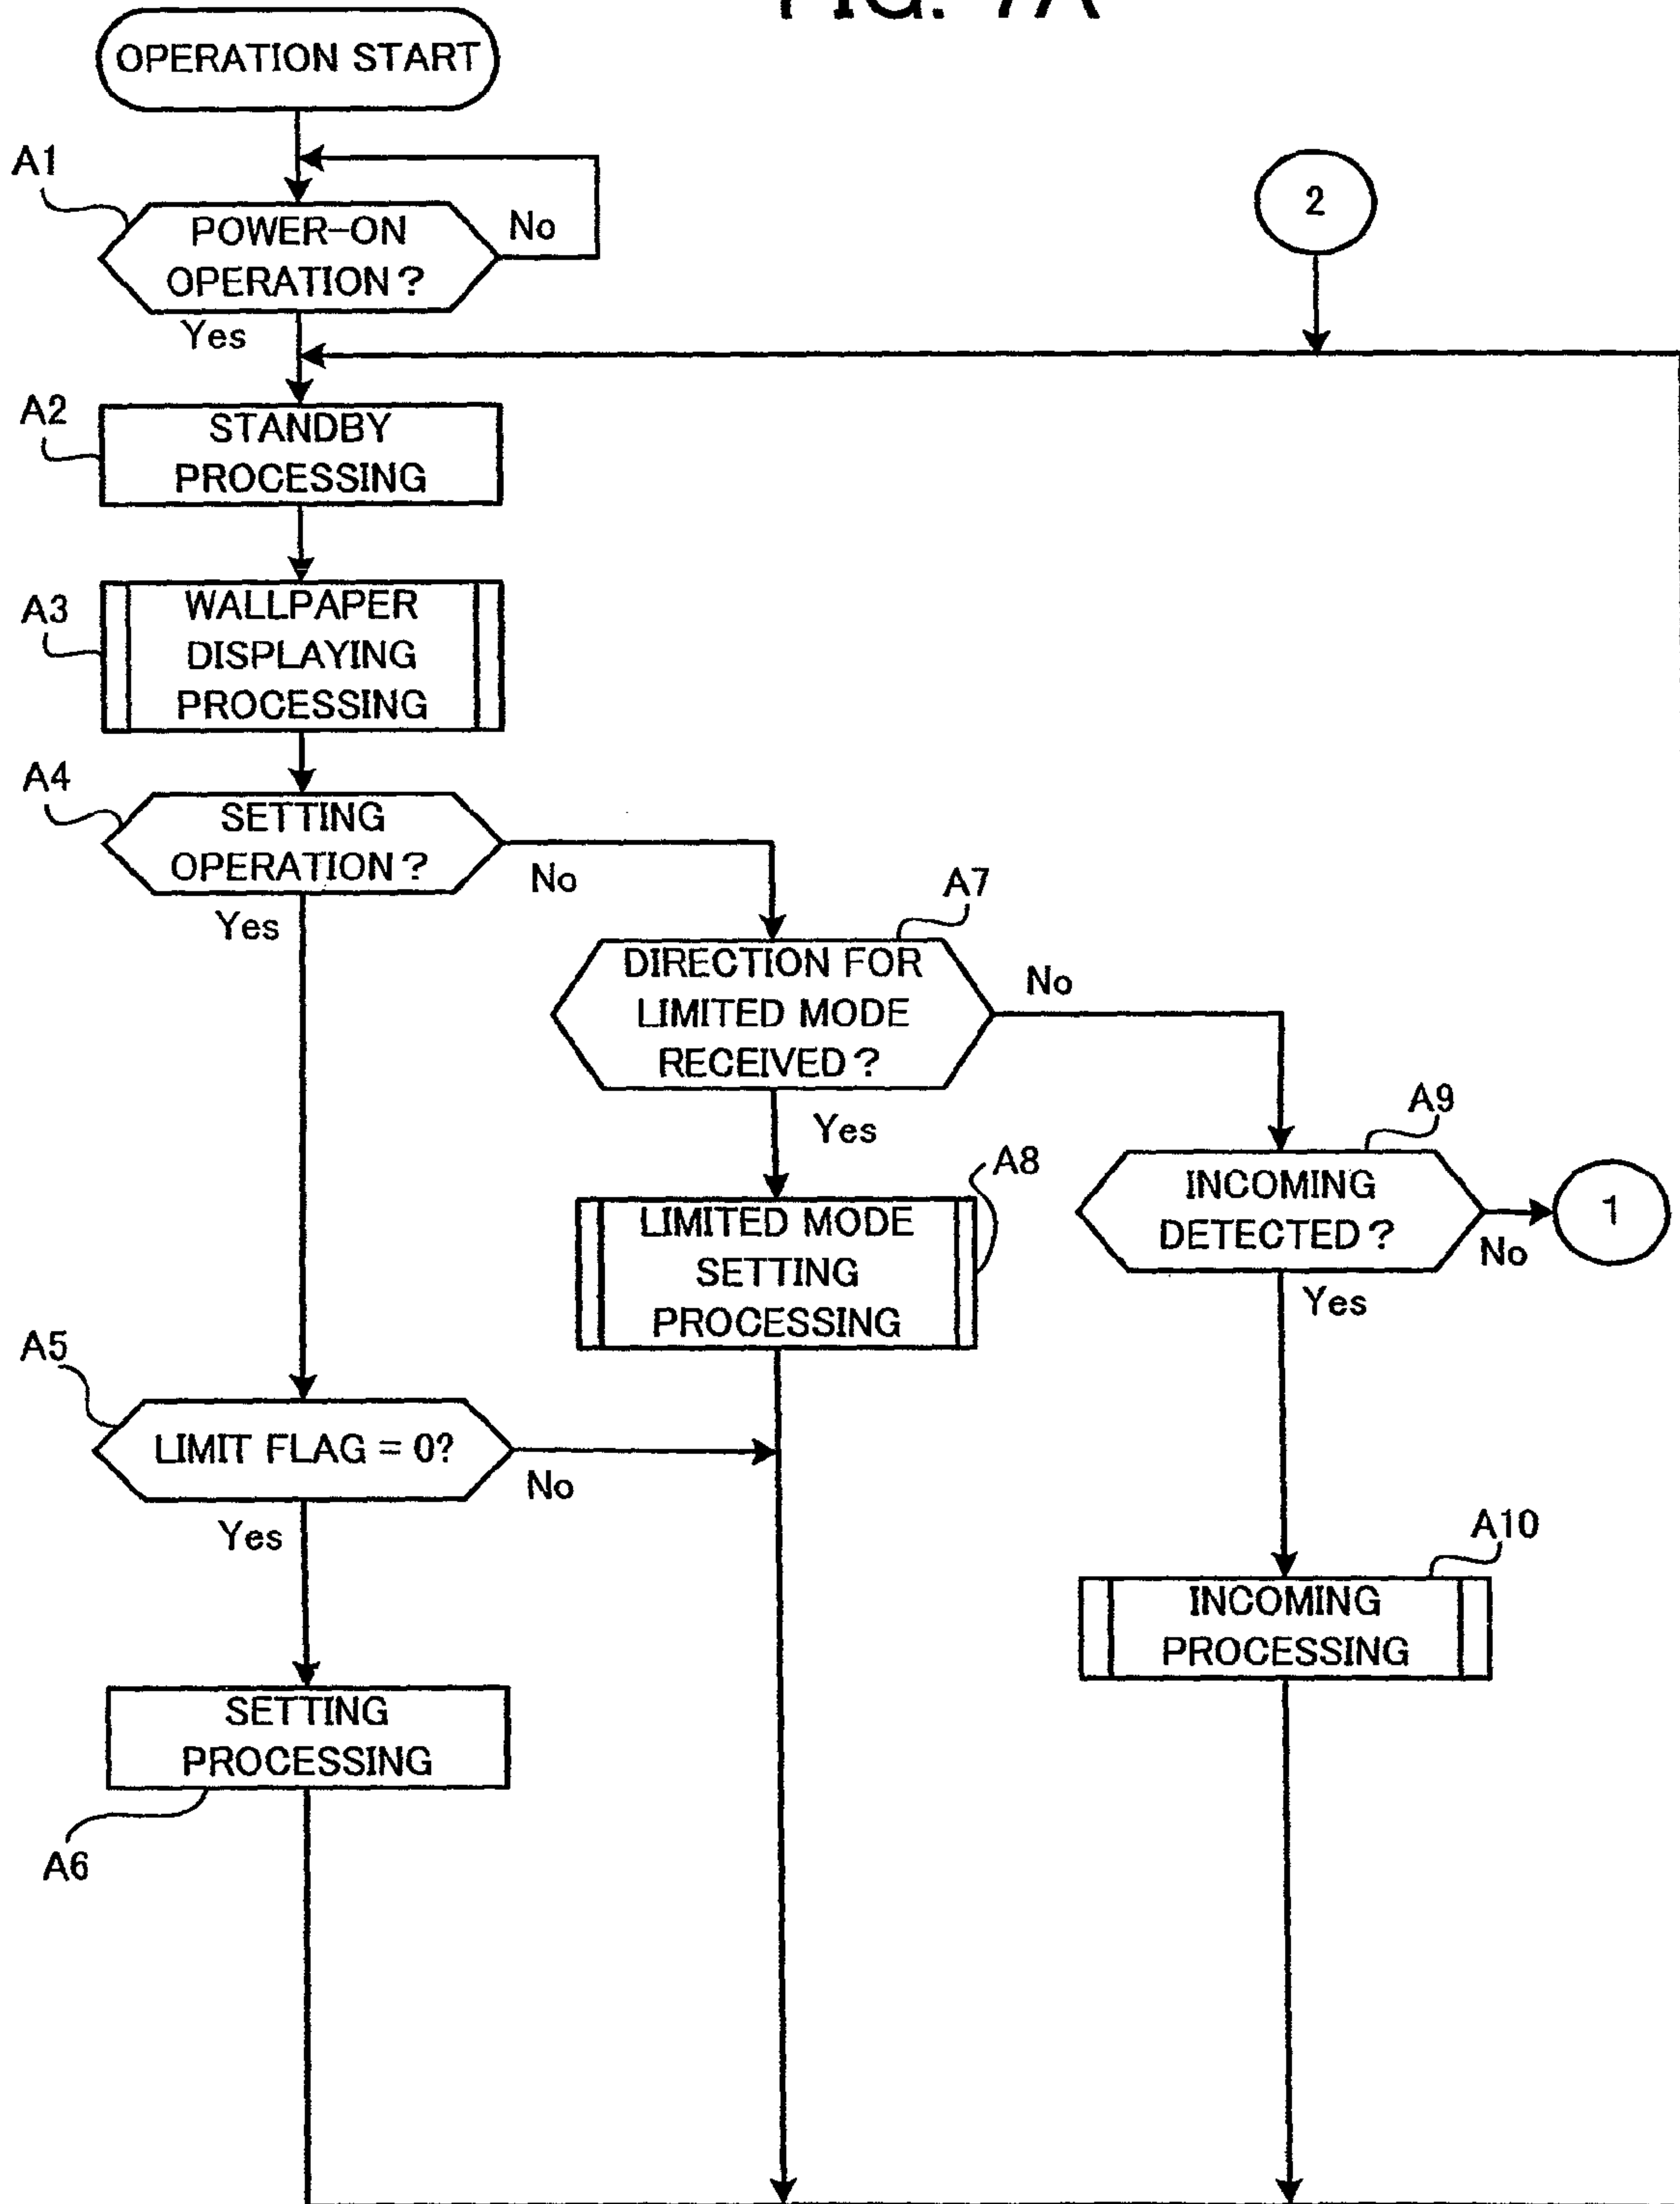 FIG. 7A
OPERATION START
A1
POWER-ON
OPERATION?
No
Yes
2
A2
STANDBY
PROCESSING
A3
WALLPAPER
DISPLAYING
PROCESSING
A4
SETTING
OPERATION?
No
Yes
A7
DIRECTION FOR
LIMITED MODE
RECEIVED?
No
Yes
A8
LIMITED MODE
SETTING
PROCESSING
A9
INCOMING
DETECTED?
No
1
Yes
A5
LIMIT FLAG = 0?
No
Yes
A10
INCOMING
PROCESSING
SETTING
PROCESSING
A6